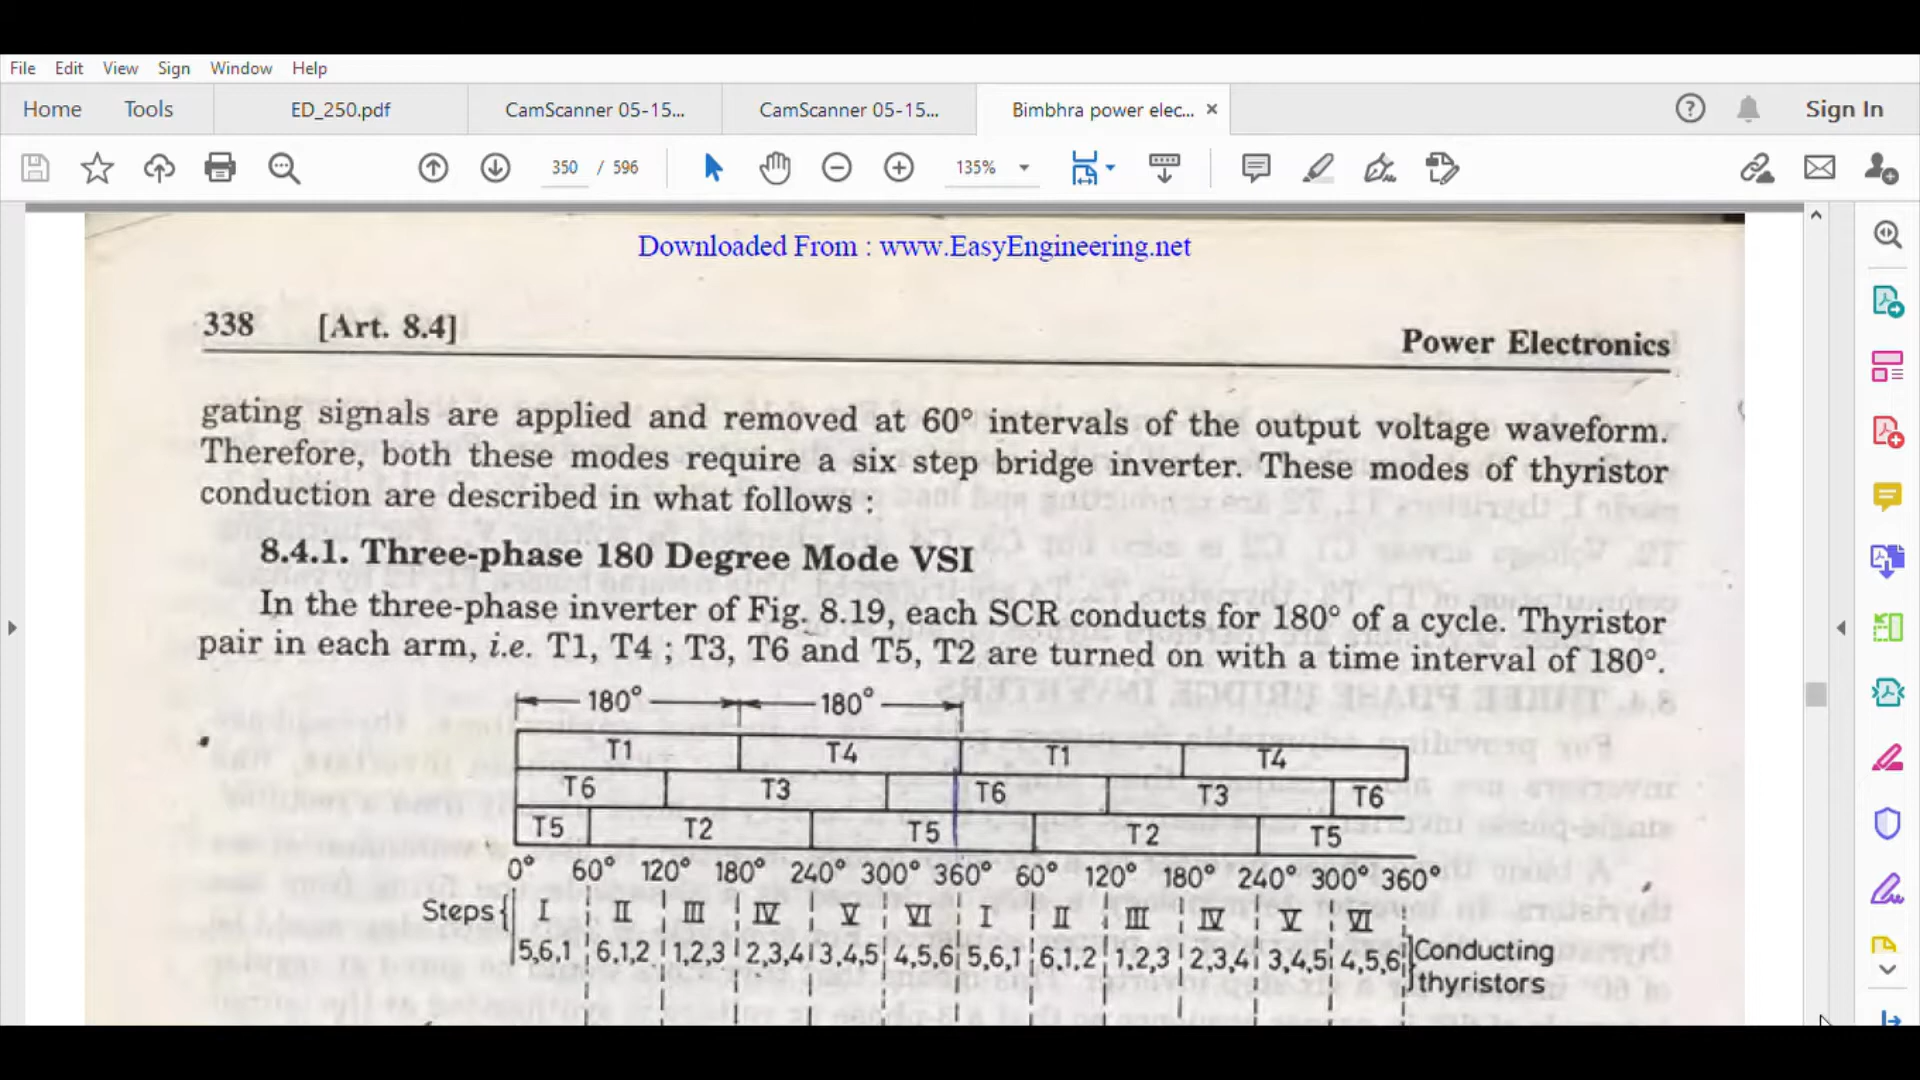 File Edit View Sign Window Help
Home Tools ED_250.pdf CamScanner 05-15... CamScanner 05-15... Bimbhra power elec... × Sign In
350 / 596 135%
Downloaded From : www.EasyEngineering.net
338 [Art. 8.4] Power Electronics
gating signals are applied and removed at 60° intervals of the output voltage waveform.
Therefore, both these modes require a six step bridge inverter. These modes of thyristor
conduction are described in what follows :
8.4.1. Three-phase 180 Degree Mode VSI
In the three-phase inverter of Fig. 8.19, each SCR conducts for 180° of a cycle. Thyristor
pair in each arm, i.e. T1, T4 ; T3, T6 and T5, T2 are turned on with a time interval of 180°.
180° 180°
T1 T4 T1 T4
T6 T3 T6 T3 T6
T5 T2 T5 T2 T5
0° 60° 120° 180° 240° 300° 360° 60° 120° 180° 240° 300° 360°
Steps { I II III IV V VI I II III IV V VI
5,6,1 6,1,2 1,2,3 2,3,4 3,4,5 4,5,6 5,6,1 6,1,2 1,2,3 2,3,4 3,4,5 4,5,6 Conducting
thyristors